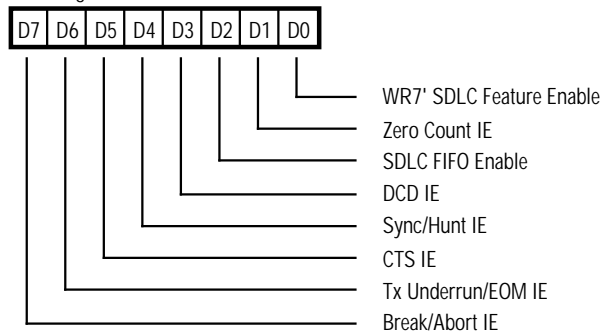 D7 D6 D5 D4 D3 D2 D1 D0
WR7' SDLC Feature Enable
Zero Count IE
SDLC FIFO Enable
DCD IE
Sync/Hunt IE
CTS IE
Tx Underrun/EOM IE
Break/Abort IE